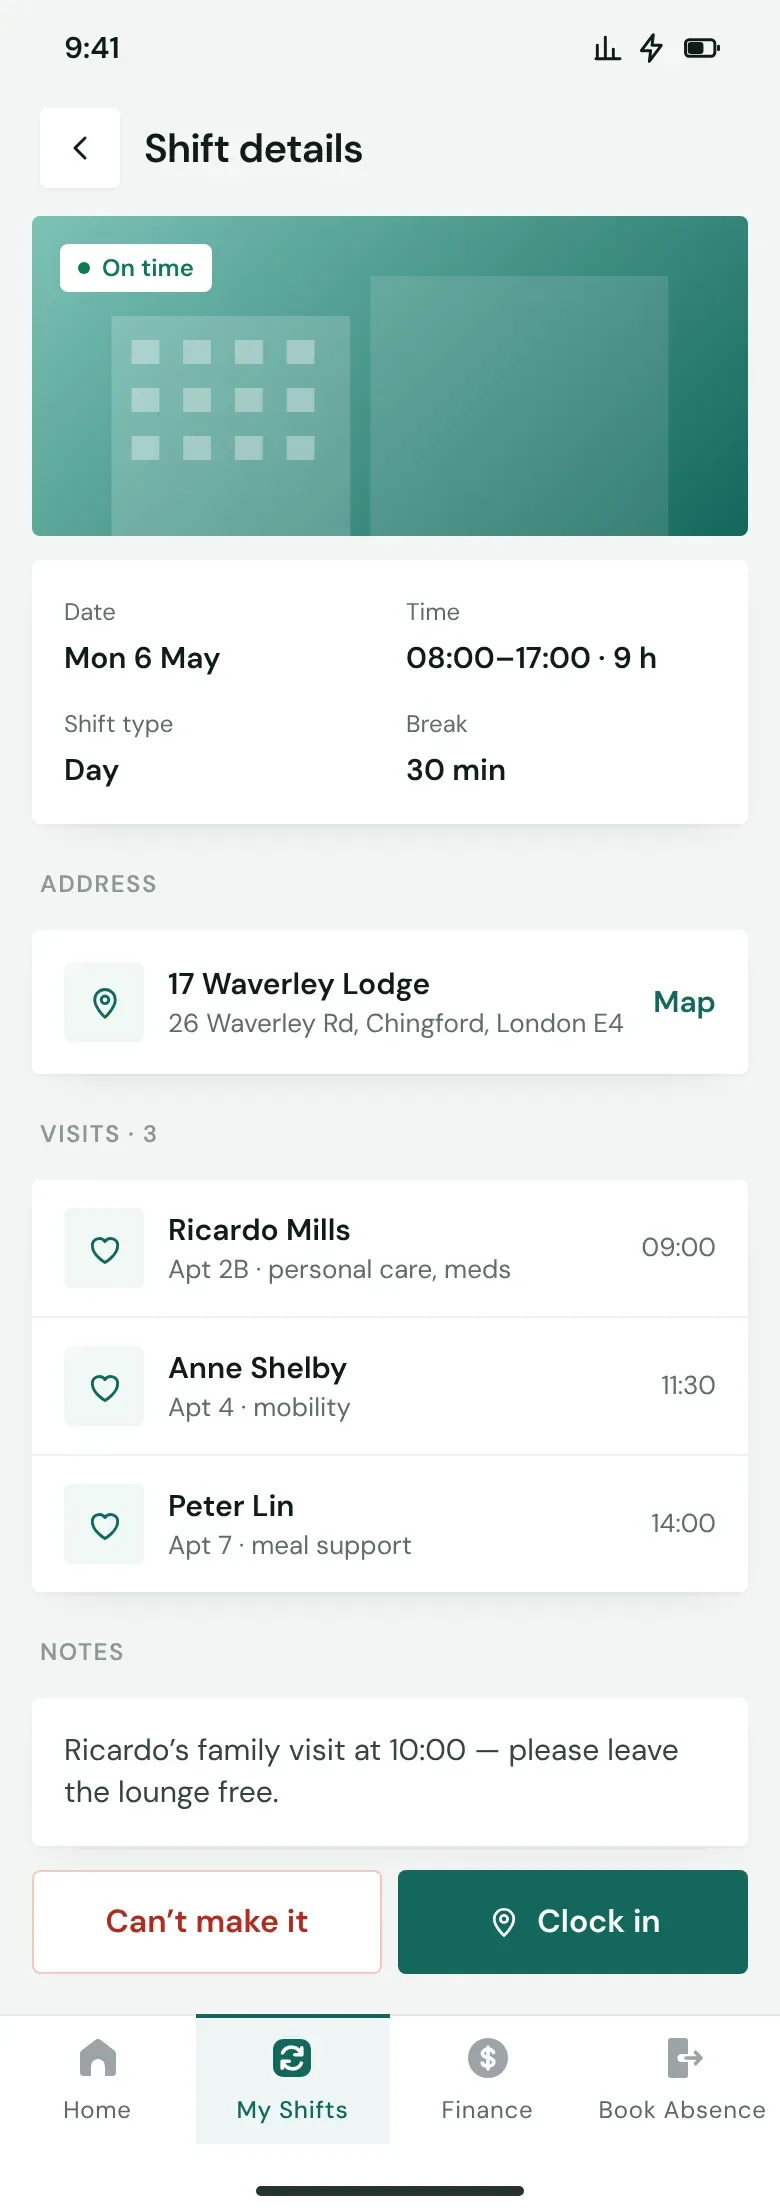 9:41
Shift details
On time
Date
Time
Mon 6 May
08:00–17:00 · 9 h
Shift type
Break
Day
30 min
ADDRESS
17 Waverley Lodge
26 Waverley Rd, Chingford, London E4
Map
VISITS · 3
Ricardo Mills
Apt 2B · personal care, meds
09:00
Anne Shelby
Apt 4 · mobility
11:30
Peter Lin
Apt 7 · meal support
14:00
NOTES
Ricardo’s family visit at 10:00 — please leave
the lounge free.
Can’t make it
Clock in
Home
My Shifts
Finance
Book Absence